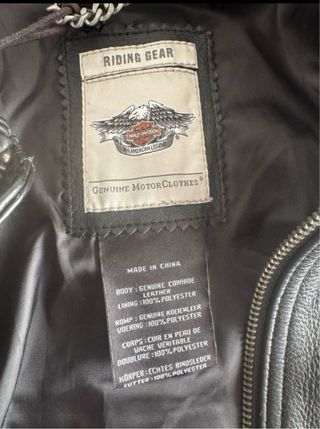 RIDING GEAR
HARLEY-DAVIDSON
AN AMERICAN LEGEND
GENUINE MOTORCLOTHES®
MADE IN CHINA
BODY : GENUINE COWHIDE
LEATHER
LINING : 100% POLYESTER
ROMP : GENUINE KOEIENLEER
VOERING : 100% POLYESTER
CORPS: CUIR EN PEAU DE
VACHE VÉRITABLE
DOUBLURE : 100% POLYESTER
KÖRPER : ECHTES RINDSLEDER
FUTTER : 100% POLYESTER